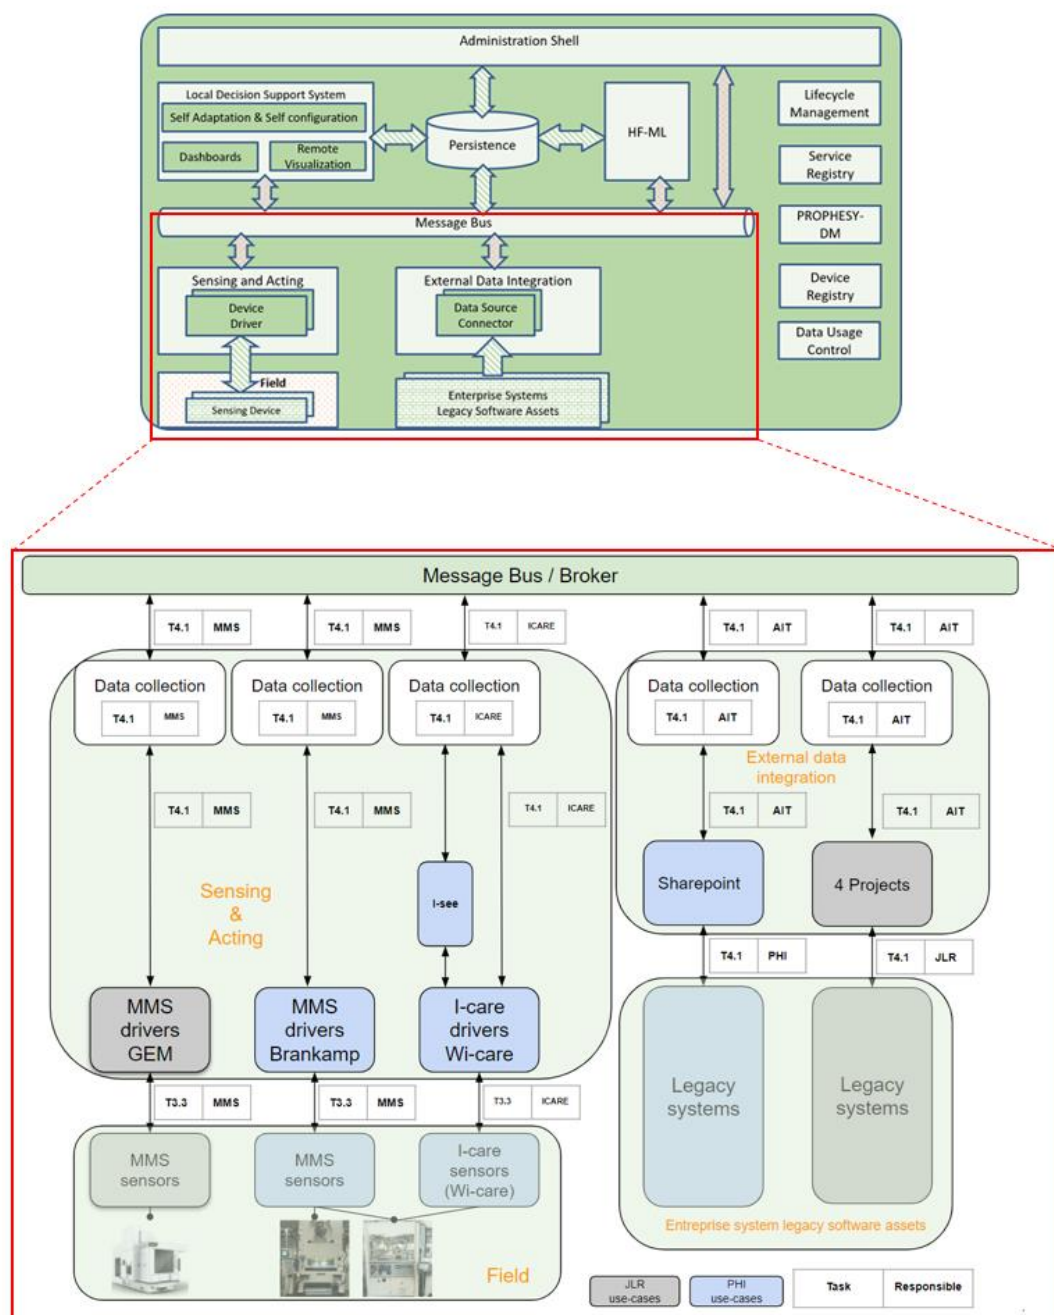 Administration Shell
Local Decision Support System
Self Adaptation & Self configuration
Dashboards
Remote
Visualization
Persistence
HF-ML
Lifecycle
Management
Service
Registry
PROPHESY-
DM
Device
Registry
Data Usage
Control
Message Bus
Sensing and Acting
Device
Driver
External Data Integration
Data Source
Connector
Field
Sensing Device
Enterprise Systems
Legacy Software Assets
Message Bus / Broker
T4.1 MMS
T4.1 MMS
T4.1 ICARE
T4.1 AIT
T4.1 AIT
Data collection
T4.1 MMS
Data collection
T4.1 MMS
Data collection
T4.1 ICARE
Data collection
T4.1 AIT
Data collection
T4.1 AIT
External data
integration
T4.1 MMS
T4.1 MMS
T4.1 ICARE
T4.1 AIT
T4.1 AIT
Sensing
&
Acting
I-see
Sharepoint
4 Projects
T4.1 PHI
T4.1 JLR
MMS
drivers
GEM
MMS
drivers
Brankamp
I-care
drivers
Wi-care
Legacy
systems
Legacy
systems
T3.3 MMS
T3.3 MMS
T3.3 ICARE
MMS
sensors
MMS
sensors
I-care
sensors
(Wi-care)
Entreprise system legacy software assets
Field
JLR
use-cases
PHI
use-cases
Task Responsible